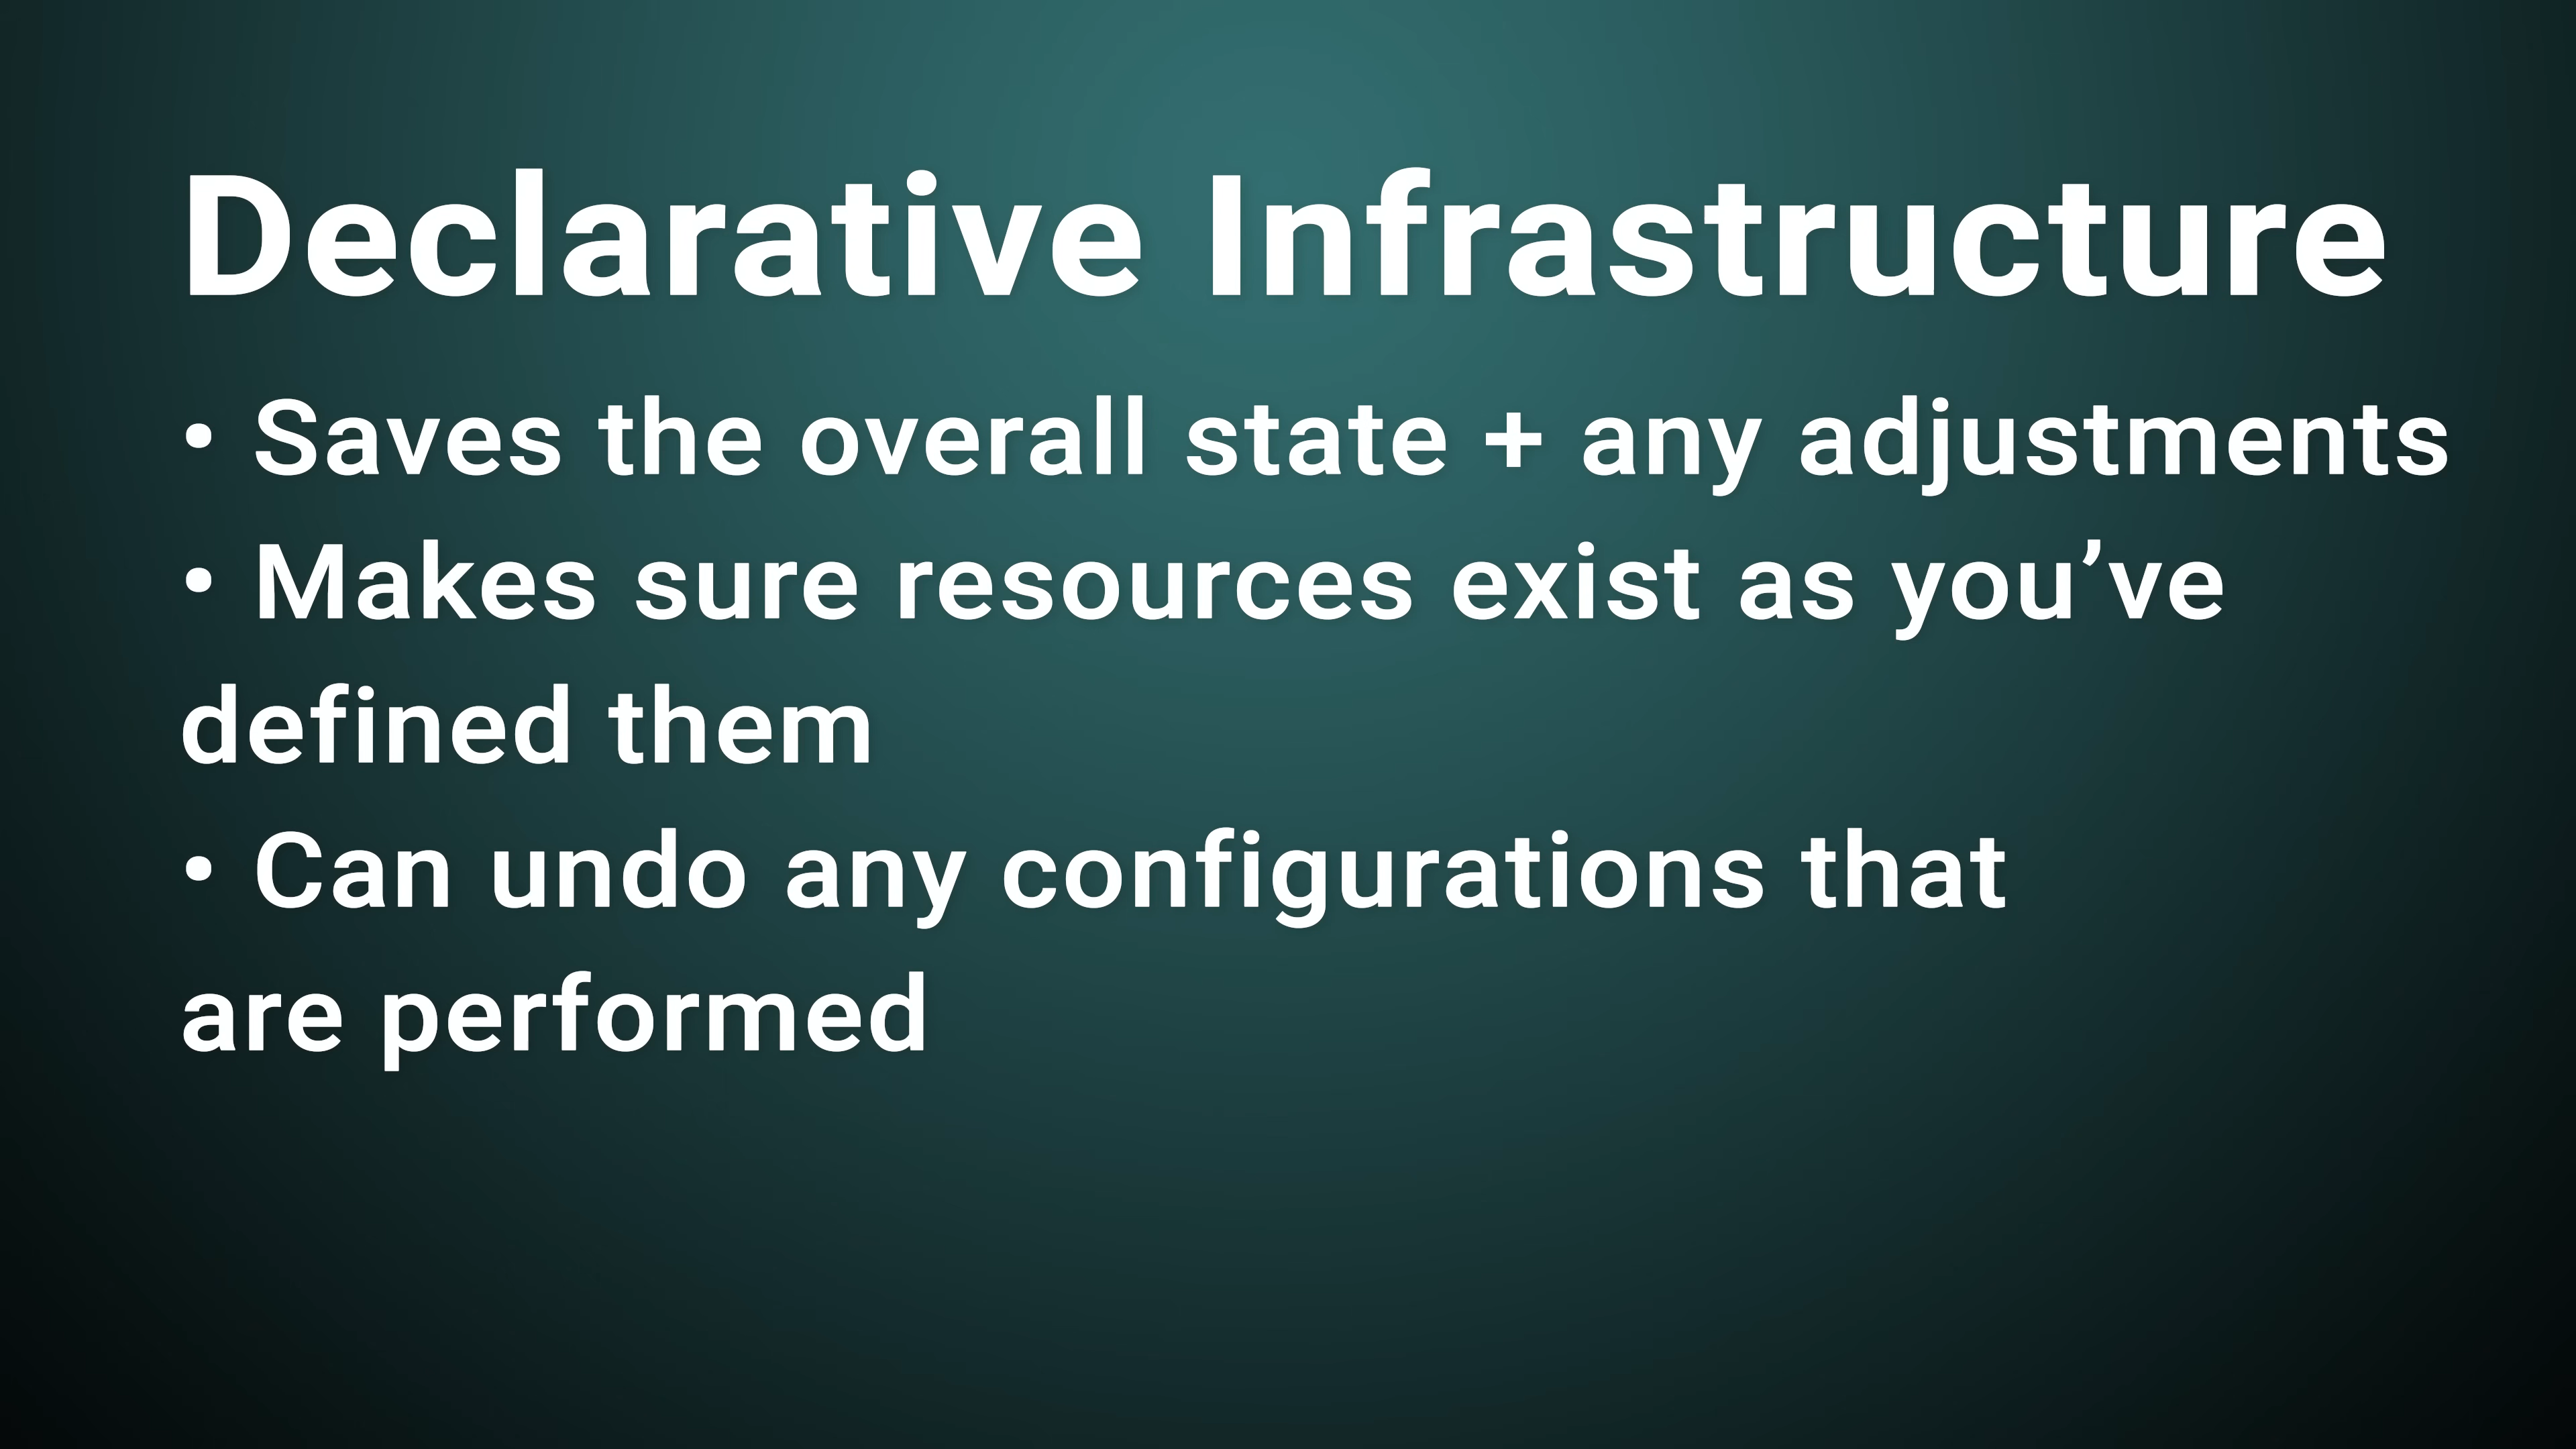 Declarative Infrastructure
• Saves the overall state + any adjustments
• Makes sure resources exist as you’ve
defined them
• Can undo any configurations that
are performed